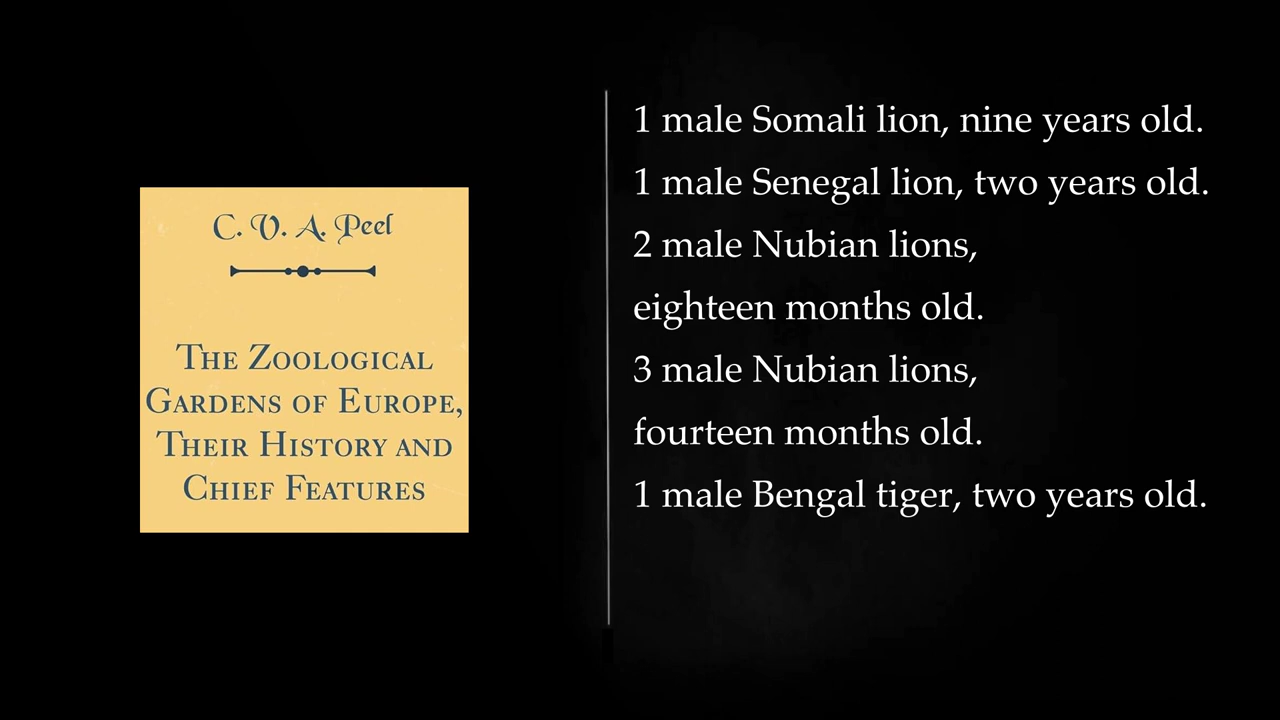 C. V. A. Peel
The Zoological
Gardens of Europe,
Their History and
Chief Features
1 male Somali lion, nine years old.
1 male Senegal lion, two years old.
2 male Nubian lions,
eighteen months old.
3 male Nubian lions,
fourteen months old.
1 male Bengal tiger, two years old.